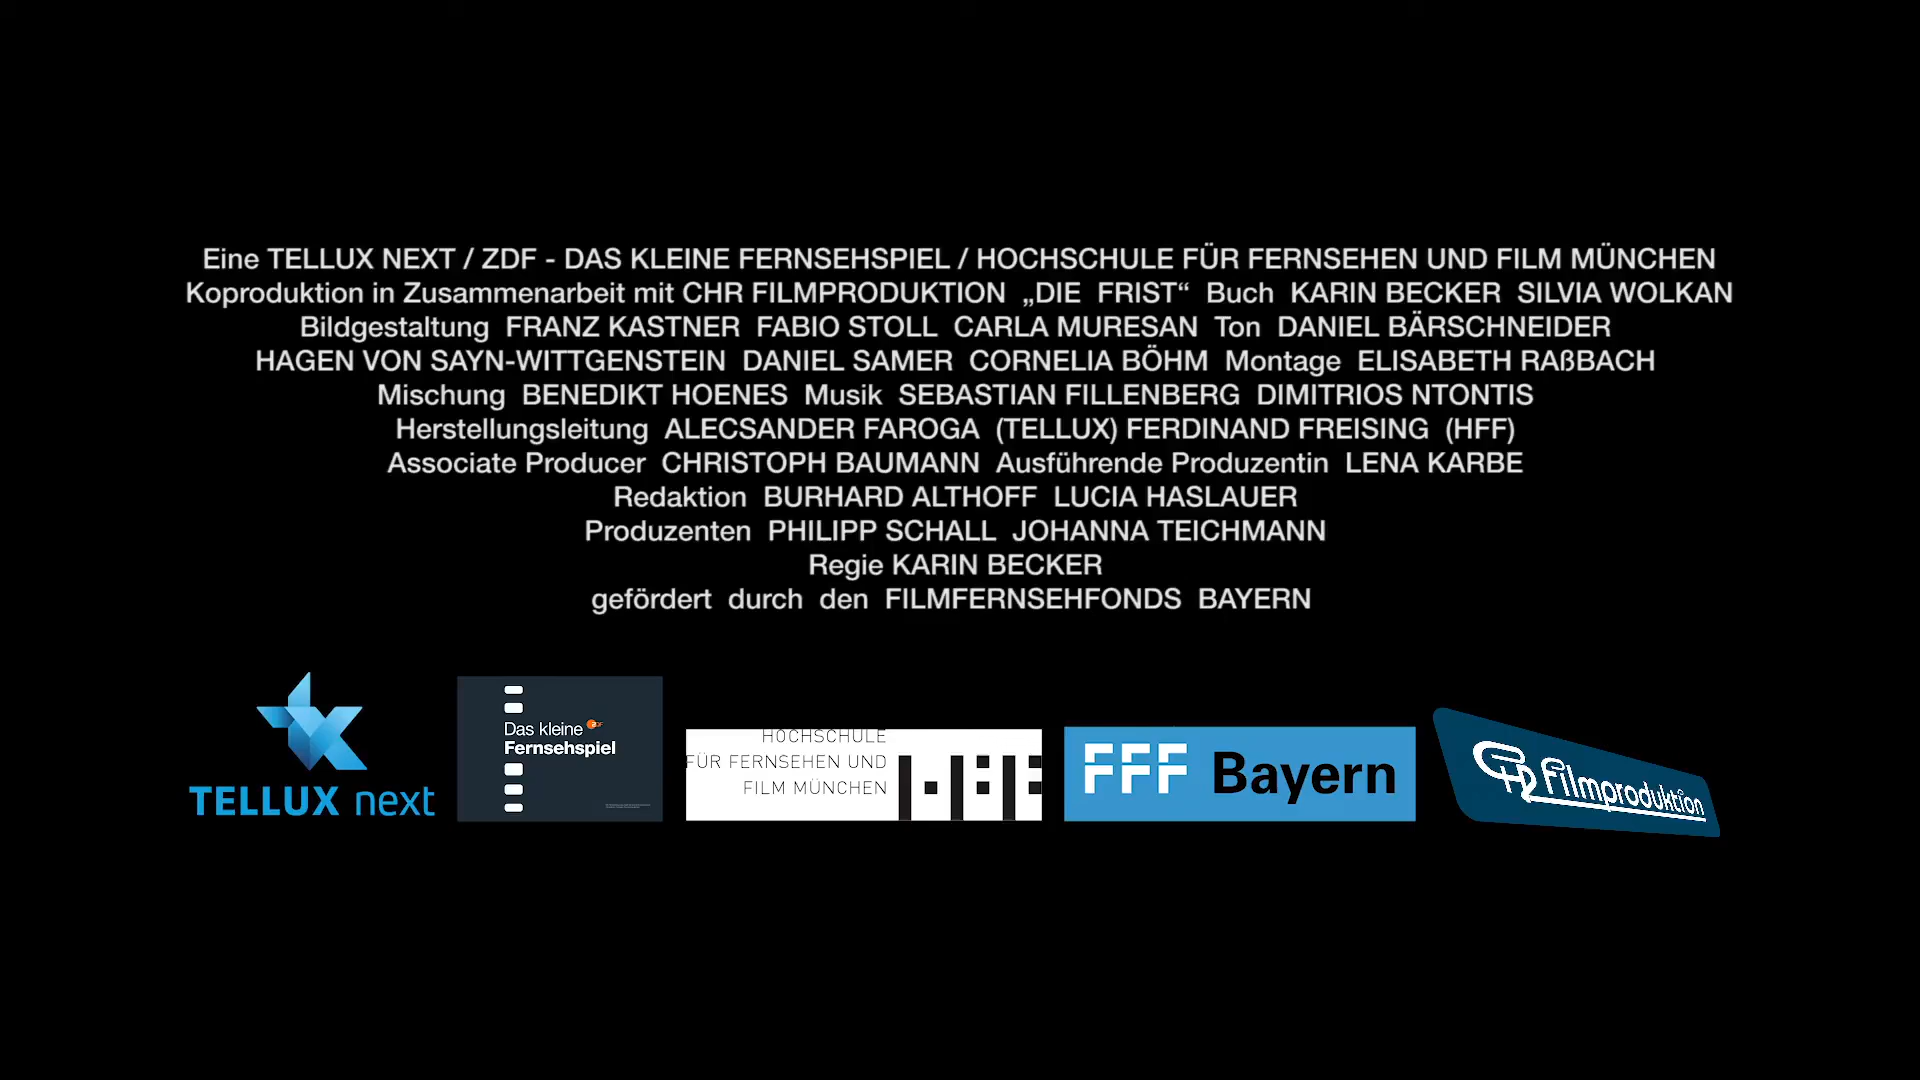 Eine TELLUX NEXT / ZDF - DAS KLEINE FERNSEHSPIEL / HOCHSCHULE FÜR FERNSEHEN UND FILM MÜNCHEN
Koproduktion in Zusammenarbeit mit CHR FILMPRODUKTION „DIE FRIST“ Buch KARIN BECKER SILVIA WOLKAN
Bildgestaltung FRANZ KASTNER FABIO STOLL CARLA MURESAN Ton DANIEL BÄRSCHNEIDER
HAGEN VON SAYN-WITTGENSTEIN DANIEL SAMER CORNELIA BÖHM Montage ELISABETH RAßBACH
Mischung BENEDIKT HOENES Musik SEBASTIAN FILLENBERG DIMITRIOS NTONTIS
Herstellungsleitung ALECSANDER FAROGA (TELLUX) FERDINAND FREISING (HFF)
Associate Producer CHRISTOPH BAUMANN Ausführende Produzentin LENA KARBE
Redaktion BURHARD ALTHOFF LUCIA HASLAUER
Produzenten PHILIPP SCHALL JOHANNA TEICHMANN
Regie KARIN BECKER
gefördert durch den FILMFERNSEHFONDS BAYERN
TELLUX next
Das kleine ZDF
Fernsehspiel
HOCHSCHULE
FÜR FERNSEHEN UND
FILM MÜNCHEN
HFF
FFF Bayern
CHR Filmproduktion